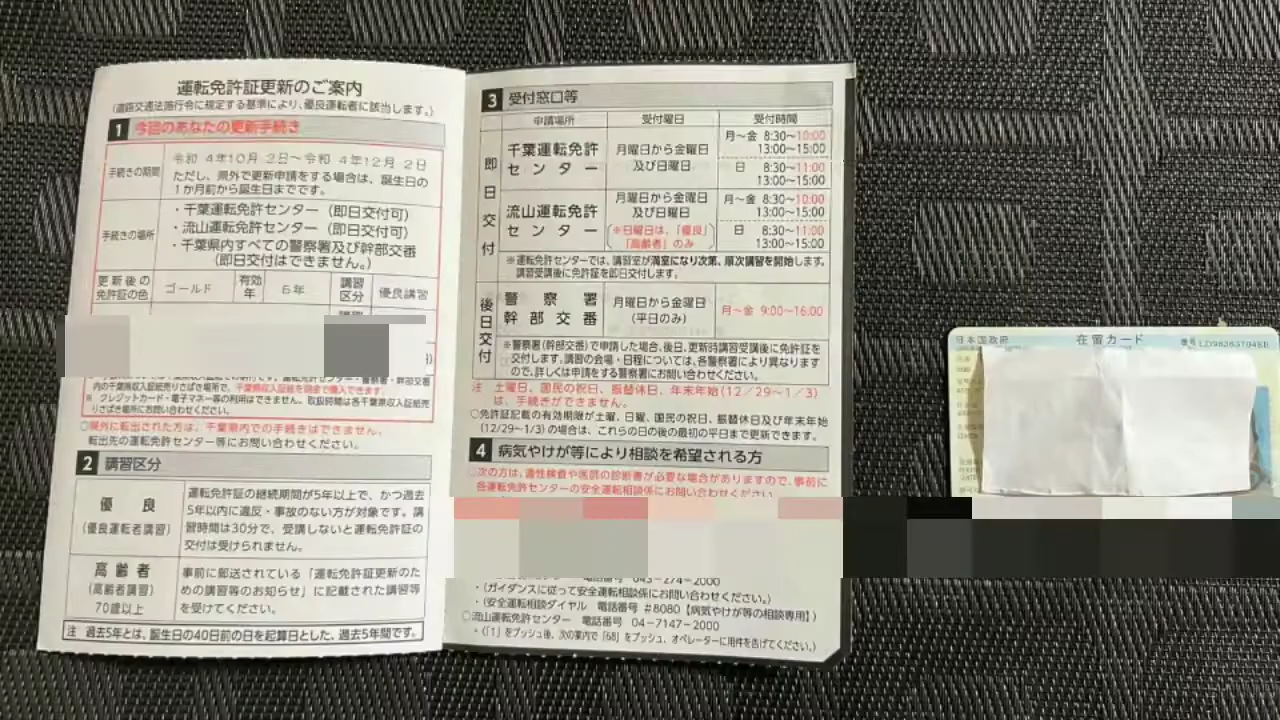 運転免許証更新のご案内
(道路交通法施行令に規定する基準により、優良運転者に該当します。)
1 今回のあなたの更新手続き
手続きの期間
令和 4年10月 2日～令和 4年12月 2日
ただし、県外で更新申請をする場合は、誕生日の
1か月前から誕生日までです。
手続きの場所
・千葉運転免許センター（即日交付可）
・流山運転免許センター（即日交付可）
・千葉県内すべての警察署及び幹部交番
（即日交付はできません。）
更新後の免許証の色 ゴールド 有効年 6年 講習区分 優良講習
内の千葉県収入証紙売りさばき場所で、千葉県収入証紙を現金で購入できます。
※ クレジットカード・電子マネー等の利用はできません。取扱時間は各千葉県収入証紙売
りさばき場所にお問い合わせください。
○県外に転出された方は、千葉県内での手続きはできません。
転出先の運転免許センター等にお問い合わせください。
2 講習区分
優良
(優良運転者講習)
運転免許証の継続期間が5年以上で、かつ過去
5年以内に違反・事故のない方が対象です。講
習時間は30分で、受講しないと運転免許証の
交付は受けられません。
高齢者
(高齢者講習)
70歳以上
事前に郵送されている「運転免許証更新のた
めの講習等のお知らせ」に記載された講習等
を受けてください。
注 過去5年とは、誕生日の40日前の日を起算日とした、過去5年間です。
3 受付窓口等
申請場所 受付曜日 受付時間
即日交付
千葉運転免許センター
月曜日から金曜日
及び日曜日
月～金 8:30～10:00
13:00～15:00
日 8:30～11:00
13:00～15:00
流山運転免許センター
月曜日から金曜日
及び日曜日
(※日曜日は、「優良」
「高齢者」のみ)
月～金 8:30～10:00
13:00～15:00
日 8:30～11:00
13:00～15:00
※運転免許センターでは、講習室が満室になり次第、順次講習を開始します。
講習受講後に免許証を即日交付します。
後日交付
警察署
幹部交番
月曜日から金曜日
(平日のみ)
月～金 9:00～16:00
※警察署(幹部交番)で申請した場合、後日、更新時講習受講後に免許証を
交付します。講習の会場・日程については、各警察署により異なります
ので、詳しくは申請する警察署にお問い合わせください。
注 土曜日、国民の祝日、振替休日、年末年始(12/29～1/3)
は、手続きができません。
○免許証記載の有効期限が土曜、日曜、国民の祝日、振替休日及び年末年始
(12/29～1/3)の場合は、これらの日の後の最初の平日まで更新できます。
4 病気やけが等により相談を希望される方
○次の方は、適性検査や医師の診断書が必要な場合がありますので、事前に
各運転免許センターの安全運転相談係にお問い合わせください。
電話番号 043-274-2000
・(ガイダンスに従って安全運転相談係にお問い合わせください。)
・(安全運転相談ダイヤル 電話番号 #8080【病気やけが等の相談専用】)
○流山運転免許センター 電話番号 04-7147-2000
・(「1」をプッシュ後、次の案内で「68」をプッシュ、オペレーターに用件を告げてください。)
日本国政府 在留カード 番号